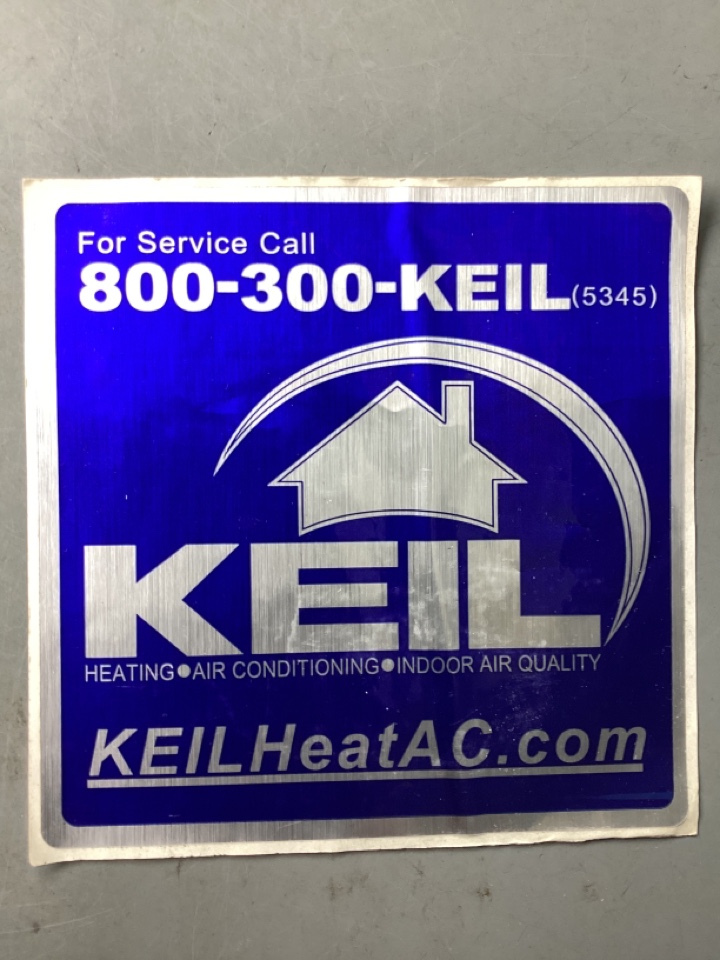 For Service Call
800-300-KEIL(5345)
KEIL
HEATING●AIR CONDITIONING●INDOOR AIR QUALITY
KEILHeatAC.com